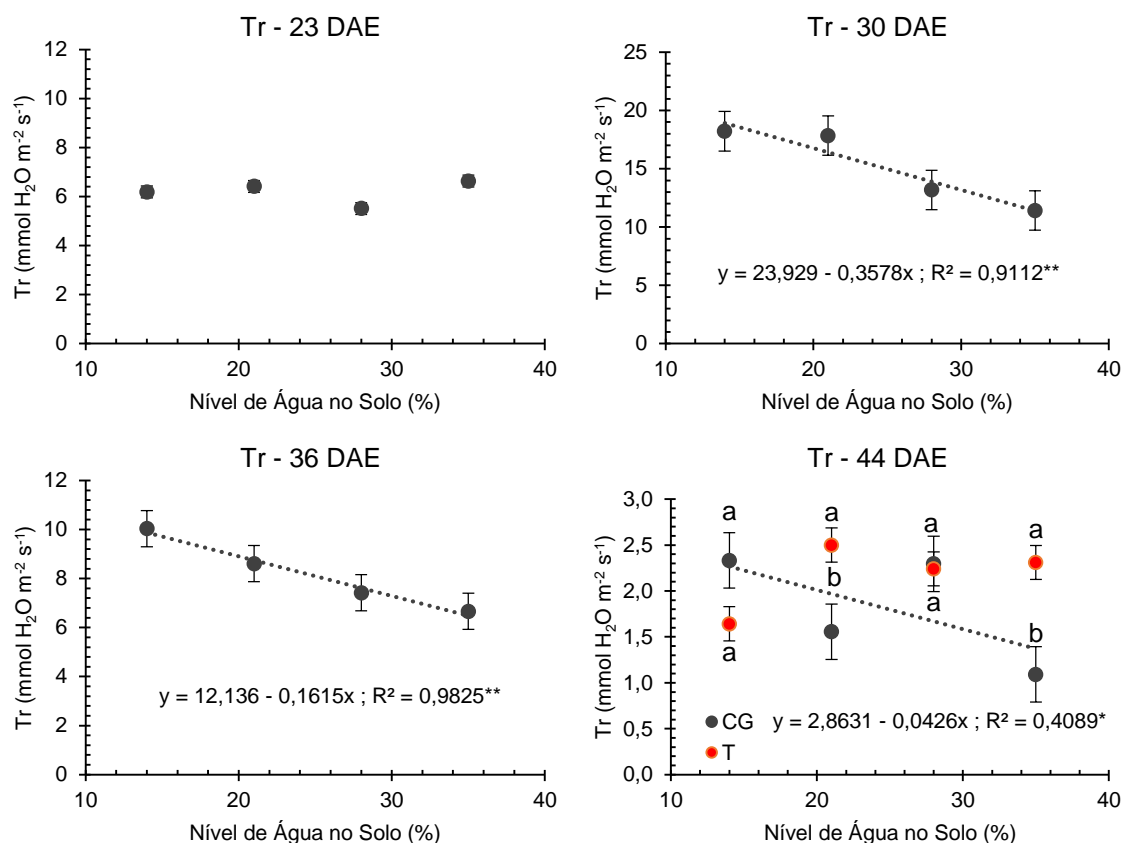 Tr - 23 DAE
12
10
8
6
4
2
0
10 20 30 40
Tr (mmol H₂O m⁻² s⁻¹)
Nível de Água no Solo (%)
Tr - 30 DAE
25
20
15
10
5
0
10 20 30 40
Tr (mmol H₂O m⁻² s⁻¹)
y = 23,929 - 0,3578x ; R² = 0,9112**
Nível de Água no Solo (%)
Tr - 36 DAE
12
10
8
6
4
2
0
10 20 30 40
Tr (mmol H₂O m⁻² s⁻¹)
y = 12,136 - 0,1615x ; R² = 0,9825**
Nível de Água no Solo (%)
Tr - 44 DAE
3,0
2,5
2,0
1,5
1,0
0,5
0,0
10 20 30 40
Tr (mmol H₂O m⁻² s⁻¹)
a a a a
b
a
b
a
CG y = 2,8631 - 0,0426x ; R² = 0,4089*
T
Nível de Água no Solo (%)